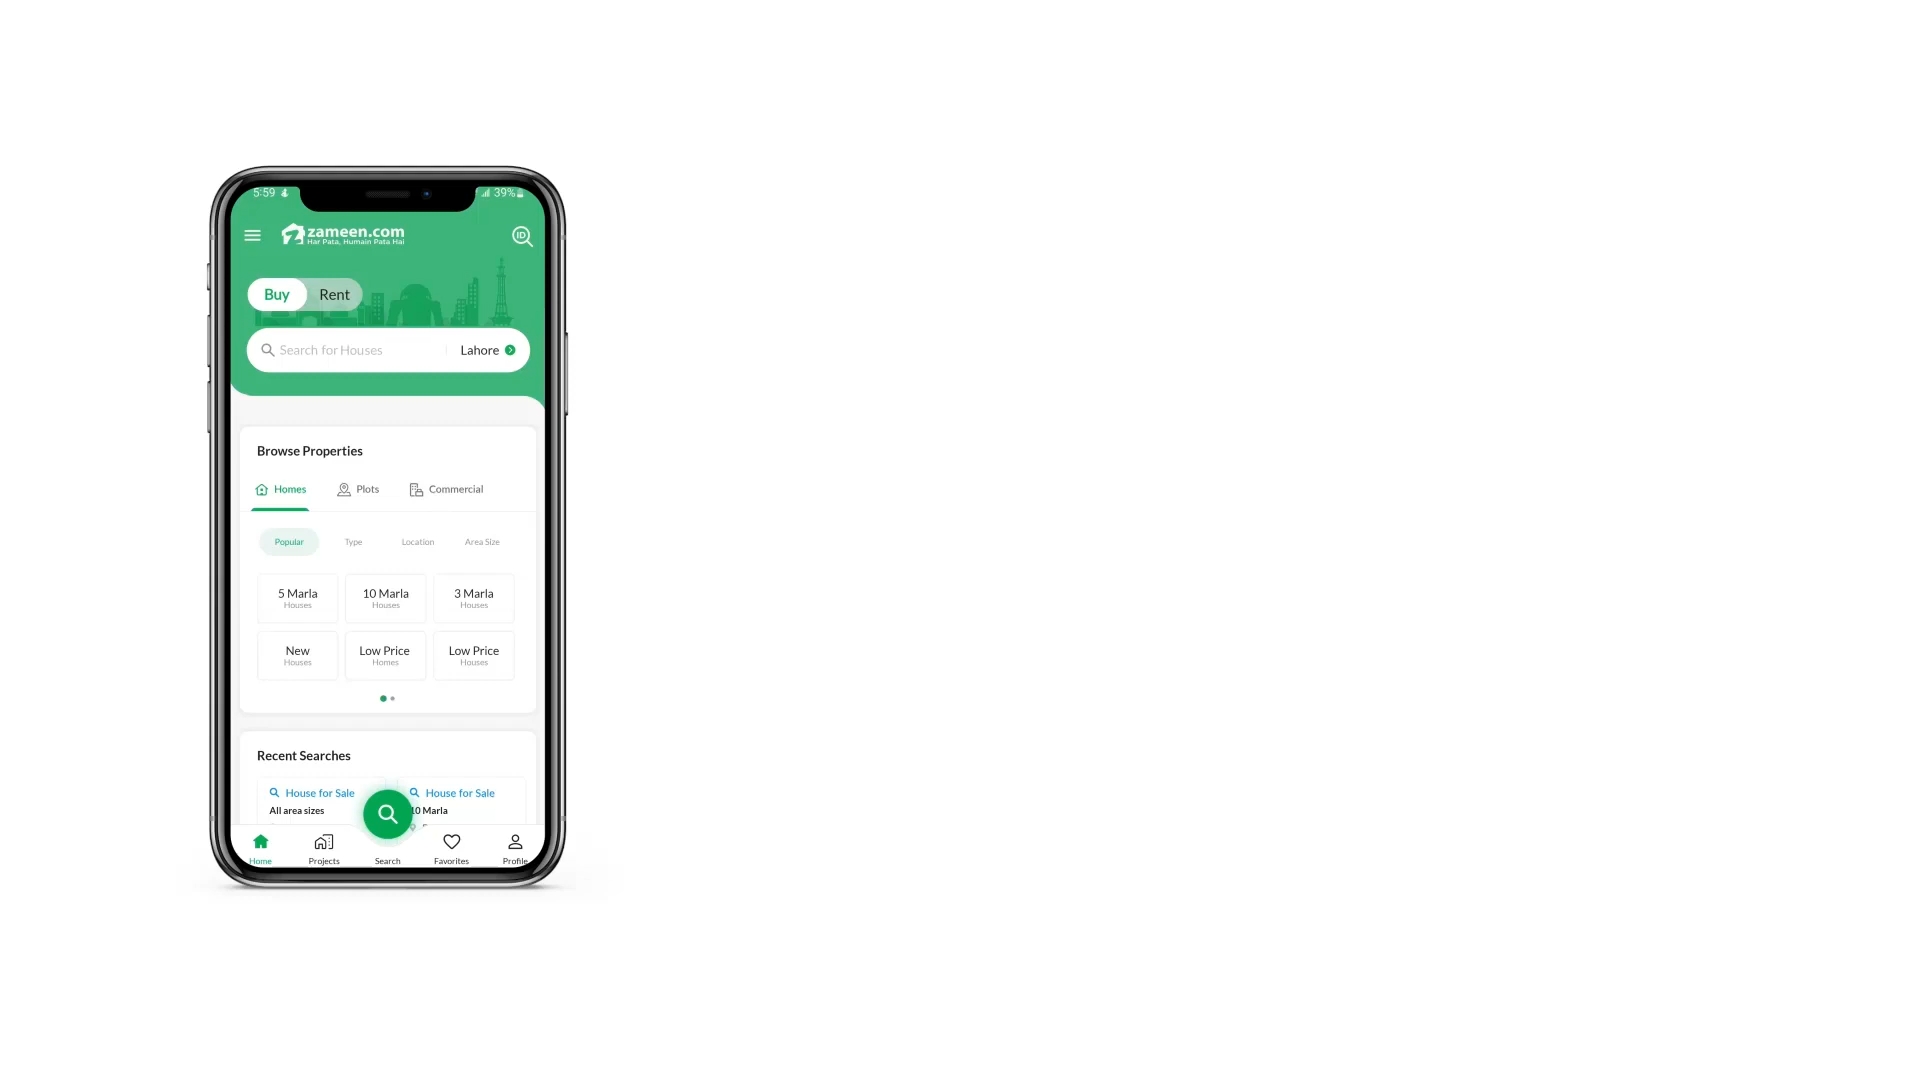 5:59
39%
zameen.com
Har Pata, Humain Pata Hai
ID
Buy
Rent
Search for Houses
Lahore
Browse Properties
Homes
Plots
Commercial
Popular
Type
Location
Area Size
5 Marla
Houses
10 Marla
Houses
3 Marla
Houses
New
Houses
Low Price
Homes
Low Price
Houses
Recent Searches
House for Sale
All area sizes
House for Sale
10 Marla
Home
Projects
Search
Favorites
Profile